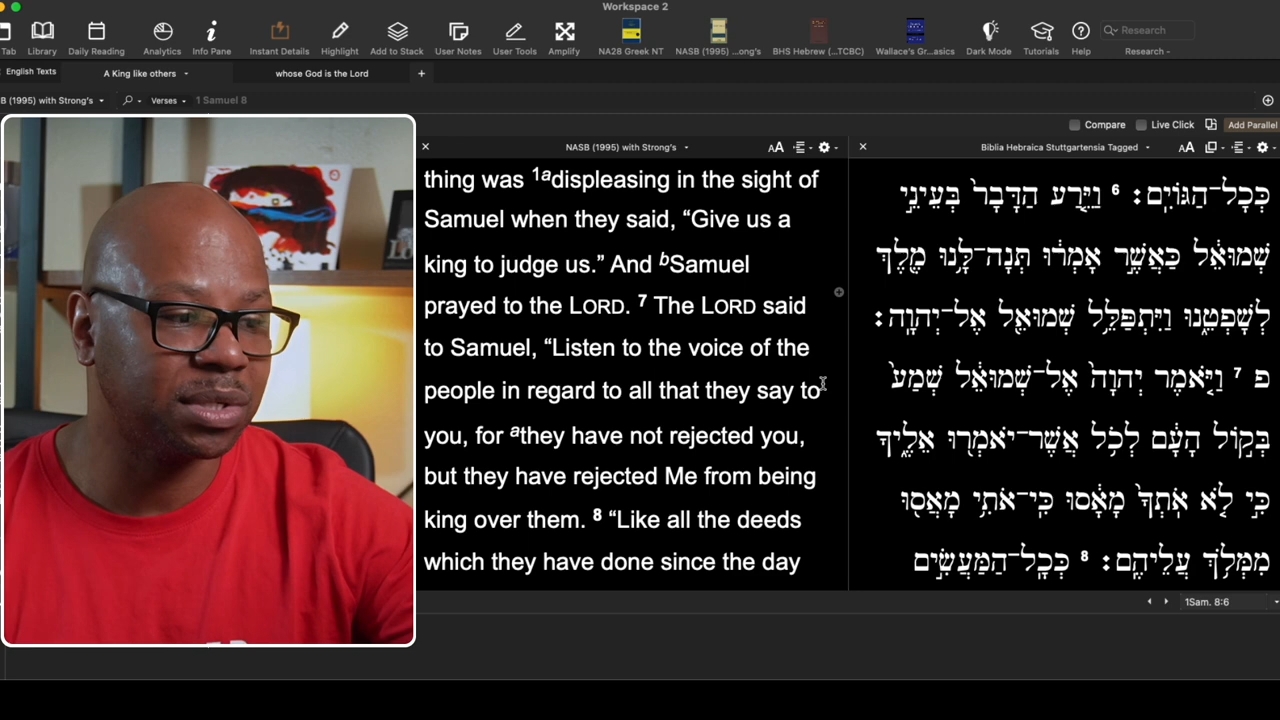 Workspace 2
Tab
Library
Daily Reading
Analytics
Info Pane
Instant Details
Highlight
Add to Stack
User Notes
User Tools
Amplify
NA28 Greek NT
NASB (1995) ...ong's
BHS Hebrew (...TCBC)
Wallace's Gr...asics
Dark Mode
Tutorials
Help
Research
Research
English Texts
A King like others
whose God is the Lord
+
B (1995) with Strong's
Verses
1 Samuel 8
Compare
Live Click
Add Parallel
NASB (1995) with Strong's
AA
thing was 1adispleasing in the sight of
Samuel when they said, “Give us a
king to judge us.” And bSamuel
prayed to the LORD. 7 The LORD said
to Samuel, “Listen to the voice of the
people in regard to all that they say to
you, for athey have not rejected you,
but they have rejected Me from being
king over them. 8 “Like all the deeds
which they have done since the day
Biblia Hebraica Stuttgartensia Tagged
AA
כְּכָל־הַגּוֹיִֽם׃ 6 וַיֵּ֤רַע הַדָּבָר֙ בְּעֵינֵ֣י
שְׁמוּאֵ֔ל כַּאֲשֶׁ֣ר אָמְר֔וּ תְּנָה־לָּ֥נוּ מֶ֖לֶךְ
לְשָׁפְטֵ֑נוּ וַיִּתְפַּלֵּ֥ל שְׁמוּאֵ֖ל אֶל־יְהוָֽה׃
פ 7 וַיֹּ֤אמֶר יְהוָה֙ אֶל־שְׁמוּאֵ֔ל שְׁמַע֙
בְּק֣וֹל הָעָ֔ם לְכֹ֥ל אֲשֶׁר־יֹאמְר֖וּ אֵלֶ֑יךָ
כִּ֣י לֹ֤א אֹֽתְךָ֙ מָאָ֔סוּ כִּֽי־אֹתִ֥י מָאֲס֖וּ
מִמְּלֹ֥ךְ עֲלֵיהֶֽם׃ 8 כְּכָֽל־הַמַּעֲשִׂ֣ים
1Sam. 8:6